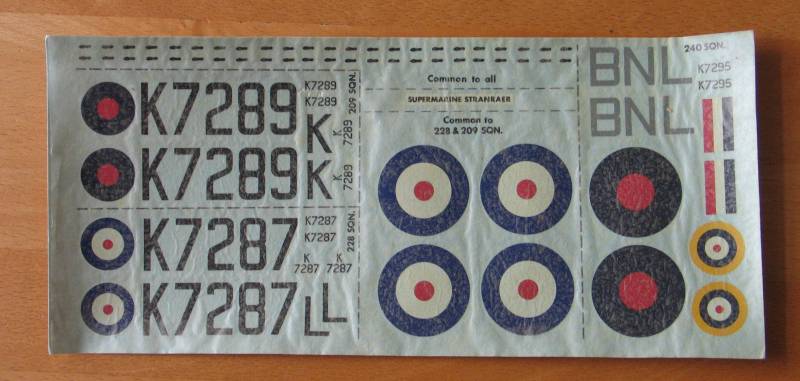 K7289
K7289
K7289
209 SQN.
K
K
7289
K7289
K
K
7289
K7287
K7287
K7287
228 SQN.
K
7287
K
7287
K7287
L
L
Common to all
SUPERMARINE STRANRAER
Common to
228 & 209 SQN.
240 SQN.
BNL
K7295
K7295
BNL